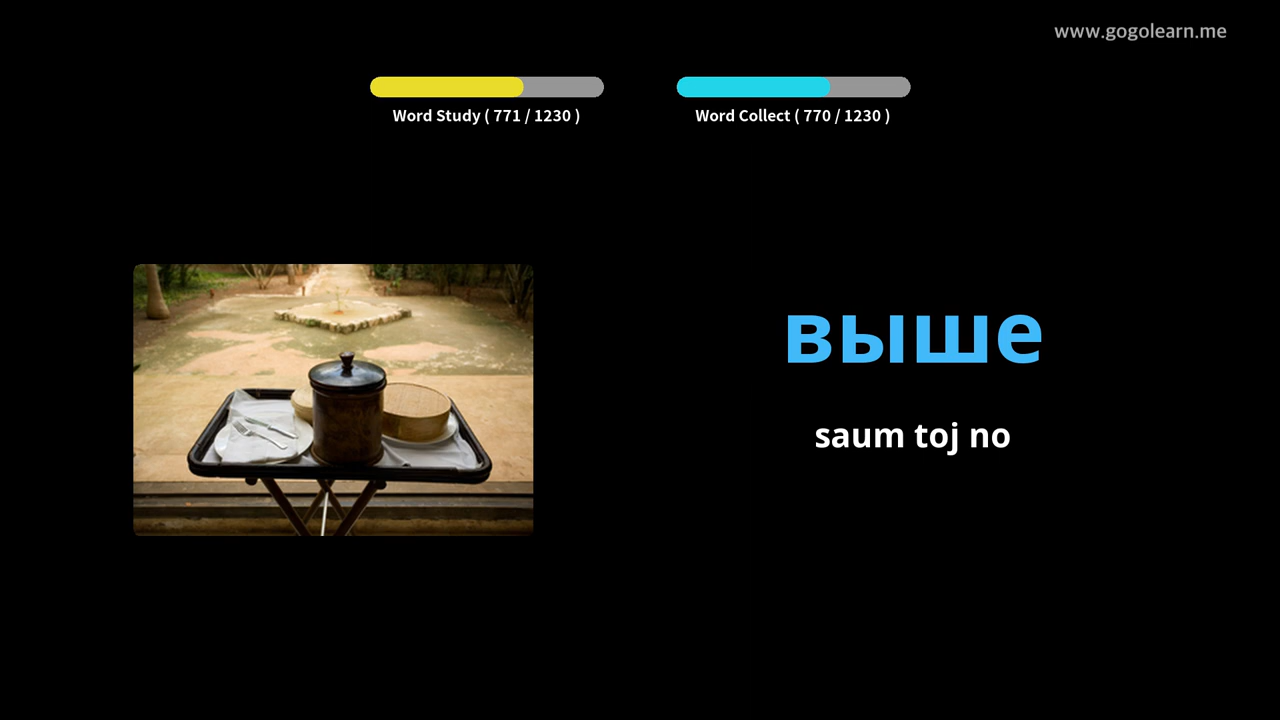 www.gogolearn.me
Word Study ( 771 / 1230 )
Word Collect ( 770 / 1230 )
выше
saum toj no